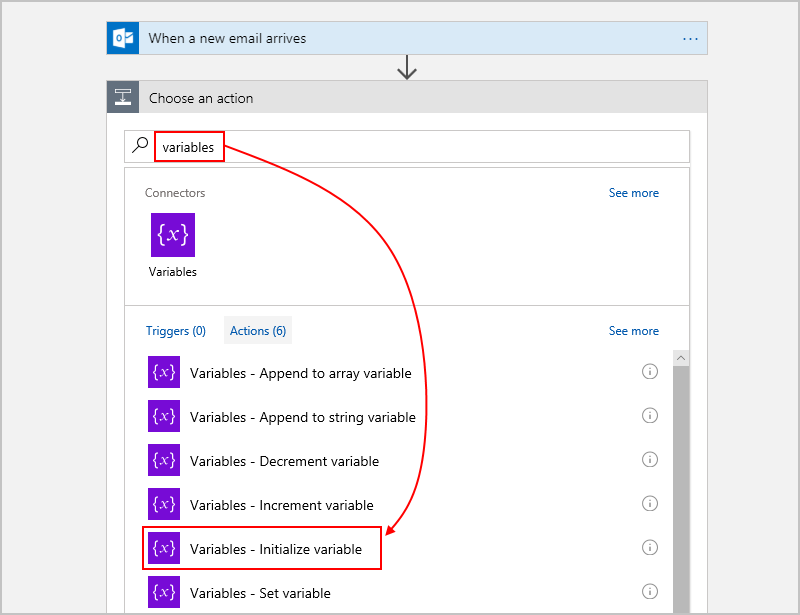 When a new email arrives
Choose an action
variables
Connectors
See more
{x}
Variables
Triggers (0)
Actions (6)
See more
{x} Variables - Append to array variable
{x} Variables - Append to string variable
{x} Variables - Decrement variable
{x} Variables - Increment variable
{x} Variables - Initialize variable
{x} Variables - Set variable